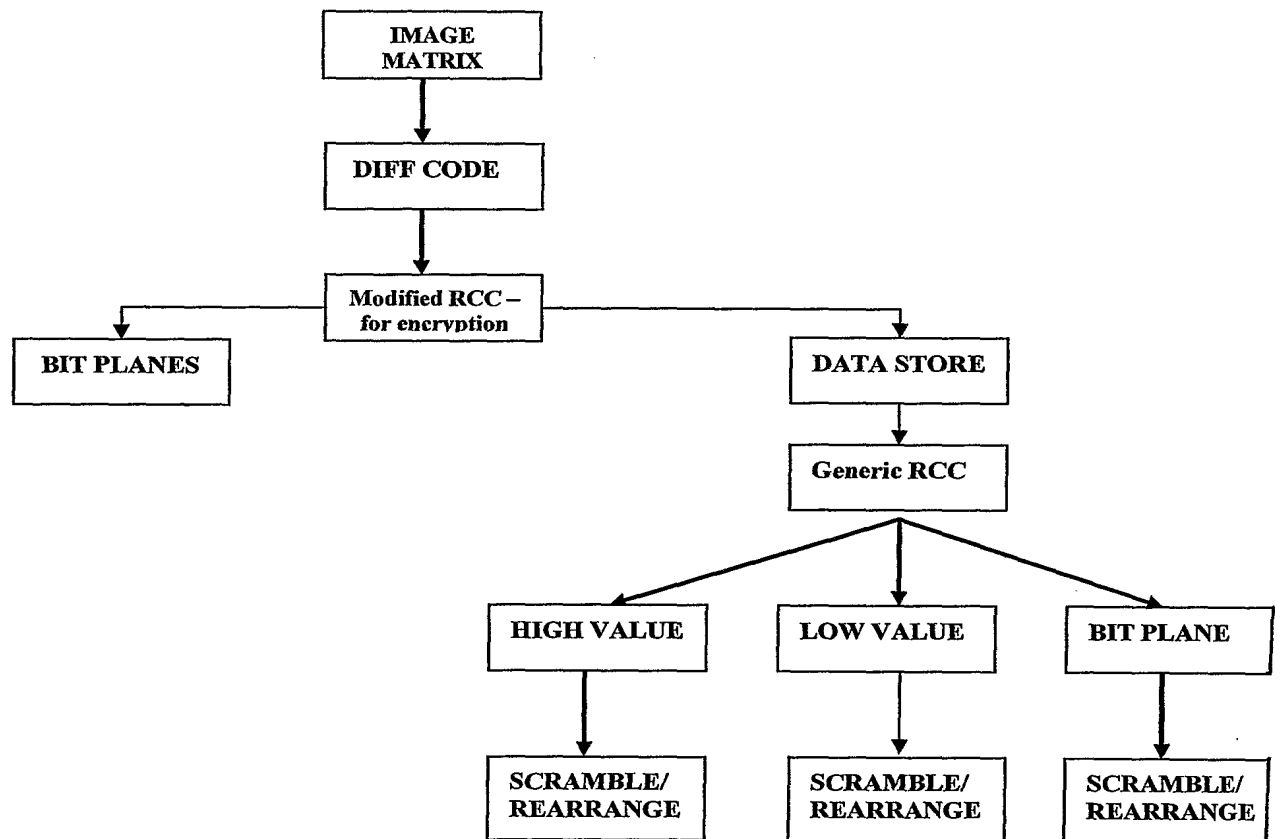 IMAGE
MATRIX
DIFF CODE
Modified RCC –
for encryption
BIT PLANES
DATA STORE
Generic RCC
HIGH VALUE
LOW VALUE
BIT PLANE
SCRAMBLE/
REARRANGE
SCRAMBLE/
REARRANGE
SCRAMBLE/
REARRANGE